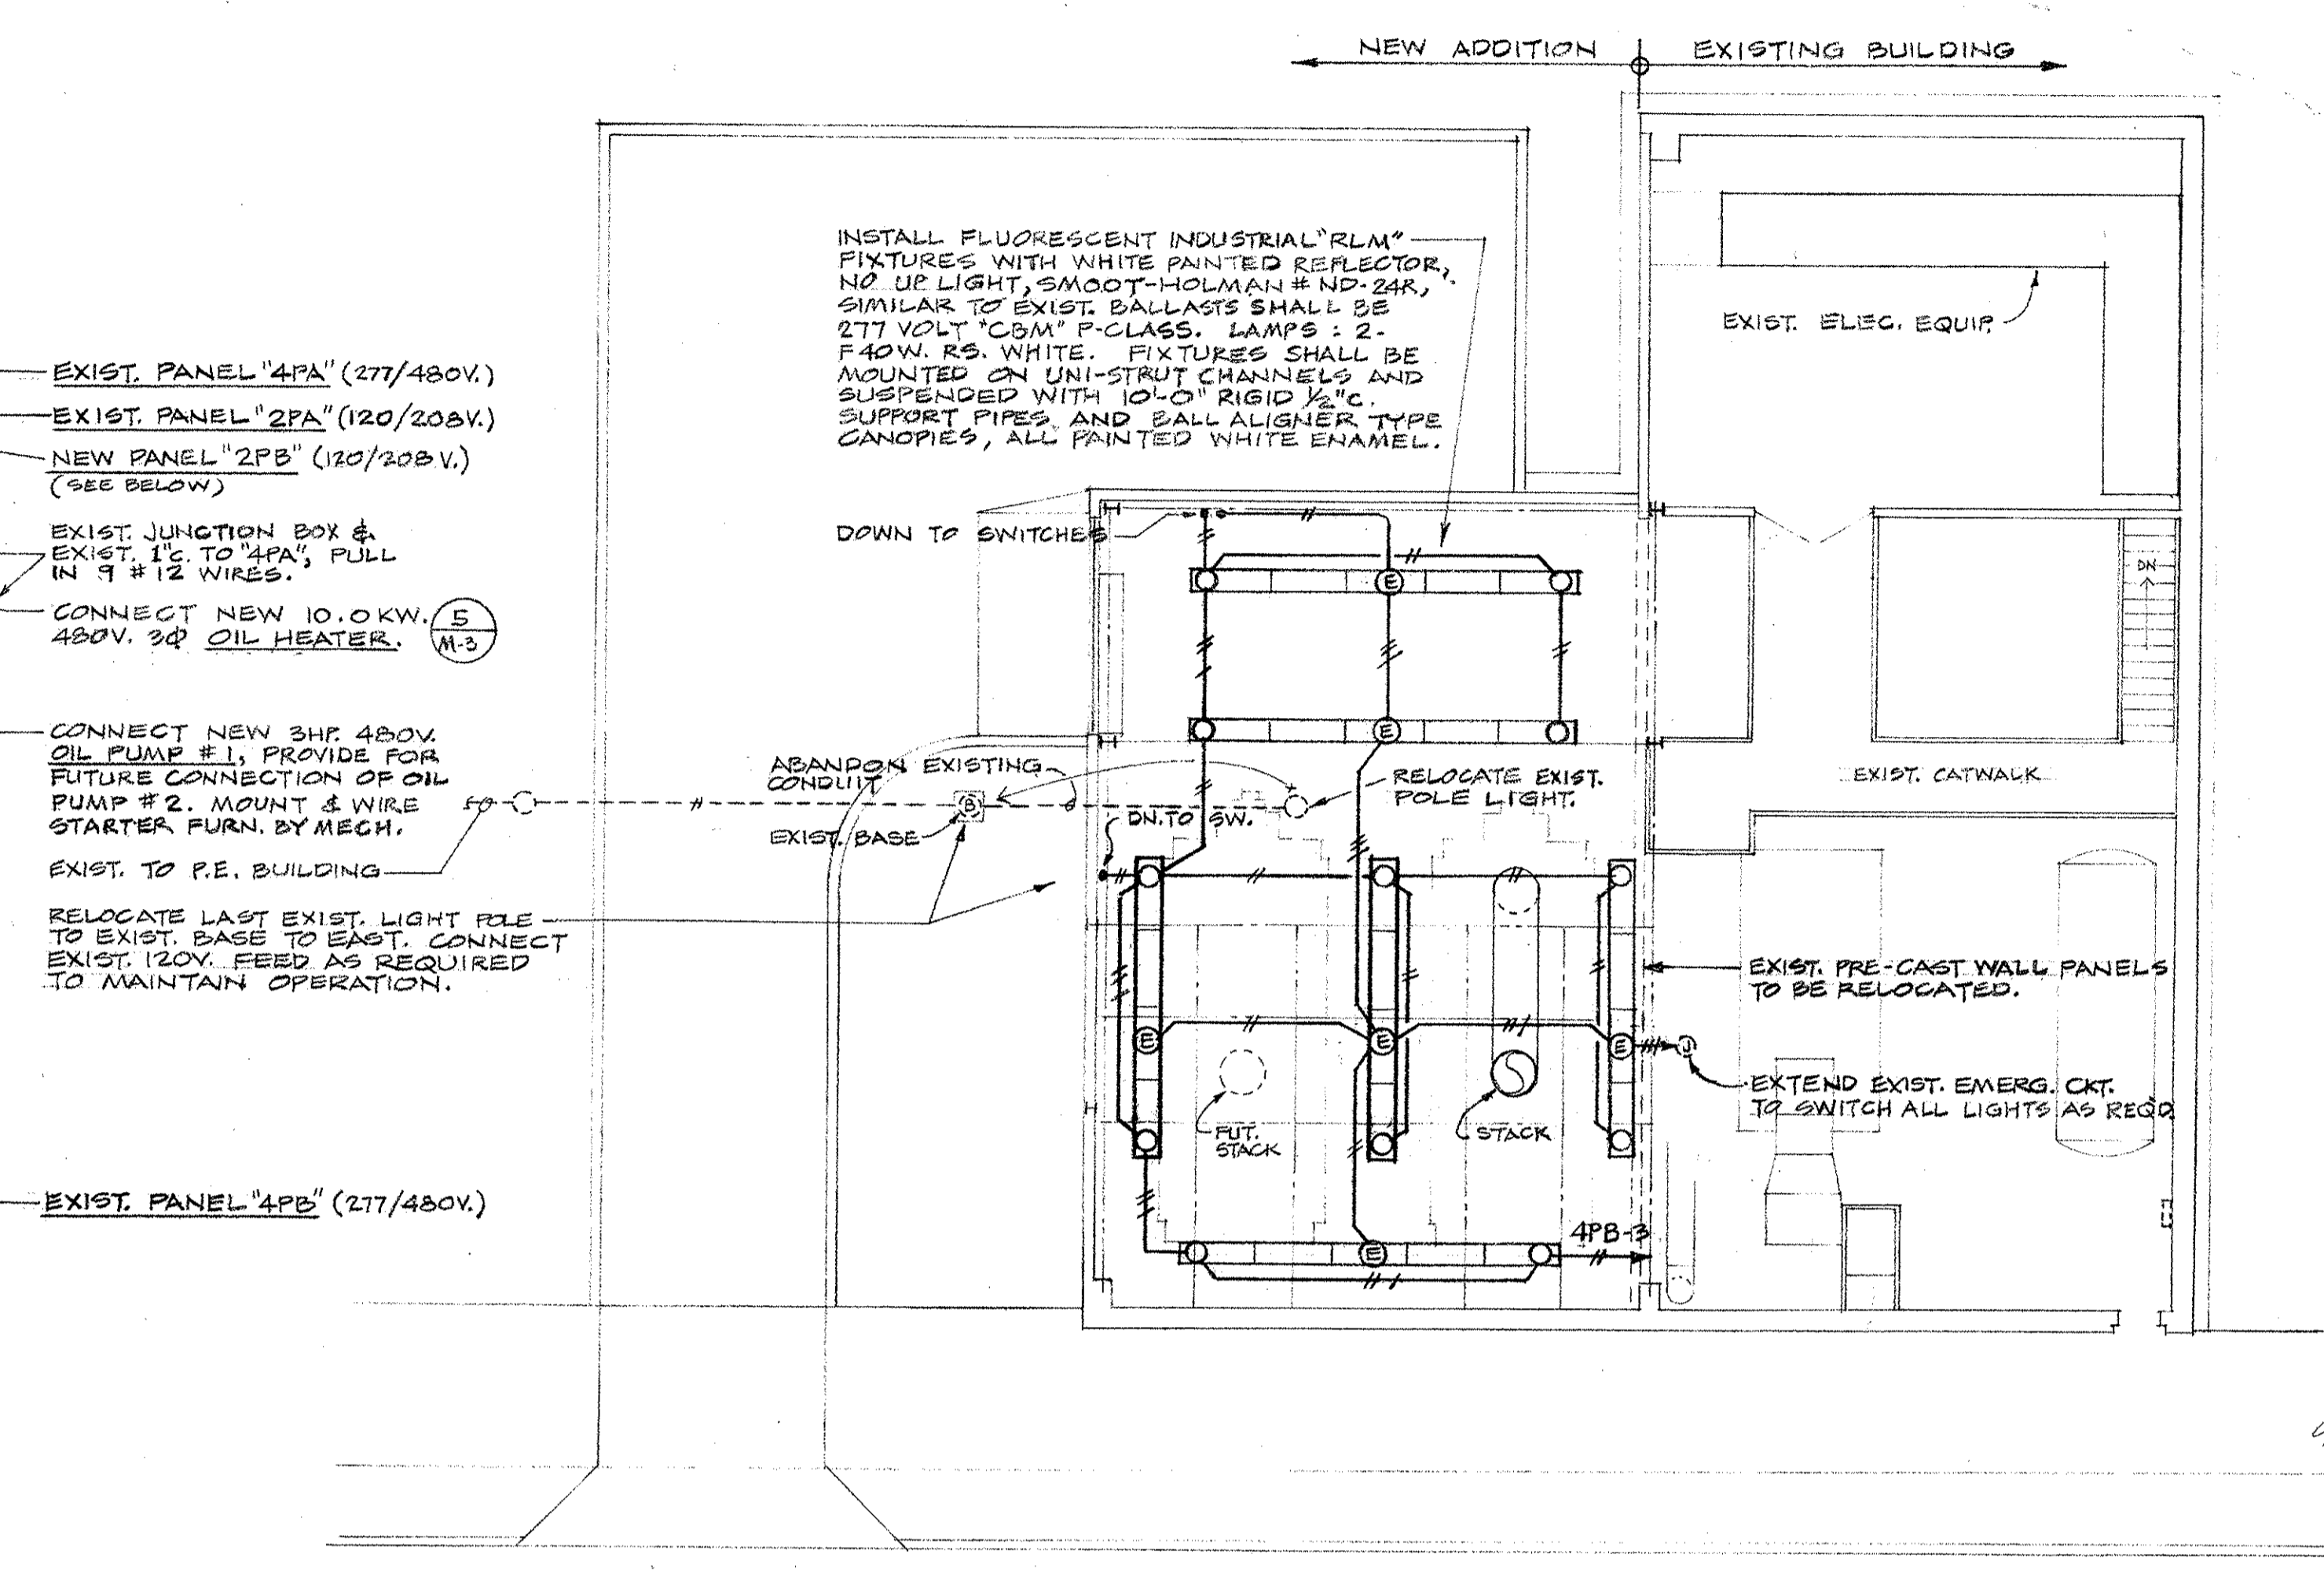 NEW ADDITION
EXISTING BUILDING
INSTALL FLUORESCENT INDUSTRIAL "RLM"
FIXTURES WITH WHITE PAINTED REFLECTOR,
NO UP LIGHT, SMOOT-HOLMAN # ND-24R,
SIMILAR TO EXIST. BALLASTS SHALL BE
277 VOLT "CBM" P-CLASS. LAMPS : 2-
F40W. RS. WHITE. FIXTURES SHALL BE
MOUNTED ON UNI-STRUT CHANNELS AND
SUSPENDED WITH 10'-0" RIGID 1/2"C.
SUPPORT PIPES AND BALL ALIGNER TYPE
CANOPIES, ALL PAINTED WHITE ENAMEL.
EXIST. ELEC. EQUIP.
EXIST. PANEL "4PA" (277/480V.)
EXIST. PANEL "2PA" (120/208V.)
NEW PANEL "2PB" (120/208V.)
(SEE BELOW)
EXIST. JUNCTION BOX &
EXIST. 1"C. TO "4PA", PULL
IN 9 # 12 WIRES.
CONNECT NEW 10.0 KW.
480V. 3Φ OIL HEATER.
5
M-3
DOWN TO SWITCHES
E
DN
E
CONNECT NEW 3HP. 480V.
OIL PUMP # 1, PROVIDE FOR
FUTURE CONNECTION OF OIL
PUMP # 2. MOUNT & WIRE
STARTER FURN. BY MECH.
EXIST. TO P.E. BUILDING
RELOCATE LAST EXIST. LIGHT POLE
TO EXIST. BASE TO EAST. CONNECT
EXIST. 120V. FEED AS REQUIRED
TO MAINTAIN OPERATION.
ABANDON EXISTING
CONDUIT
B
EXIST. BASE
RELOCATE EXIST.
POLE LIGHT.
DN. TO SW.
EXIST. CATWALK
EXIST. PRE-CAST WALL PANELS
TO BE RELOCATED.
E
E
E
J
EXTEND EXIST. EMERG. CKT.
TO SWITCH ALL LIGHTS AS REQ'D
FUT.
STACK
STACK
EXIST. PANEL "4PB" (277/480V.)
4PB-3
E